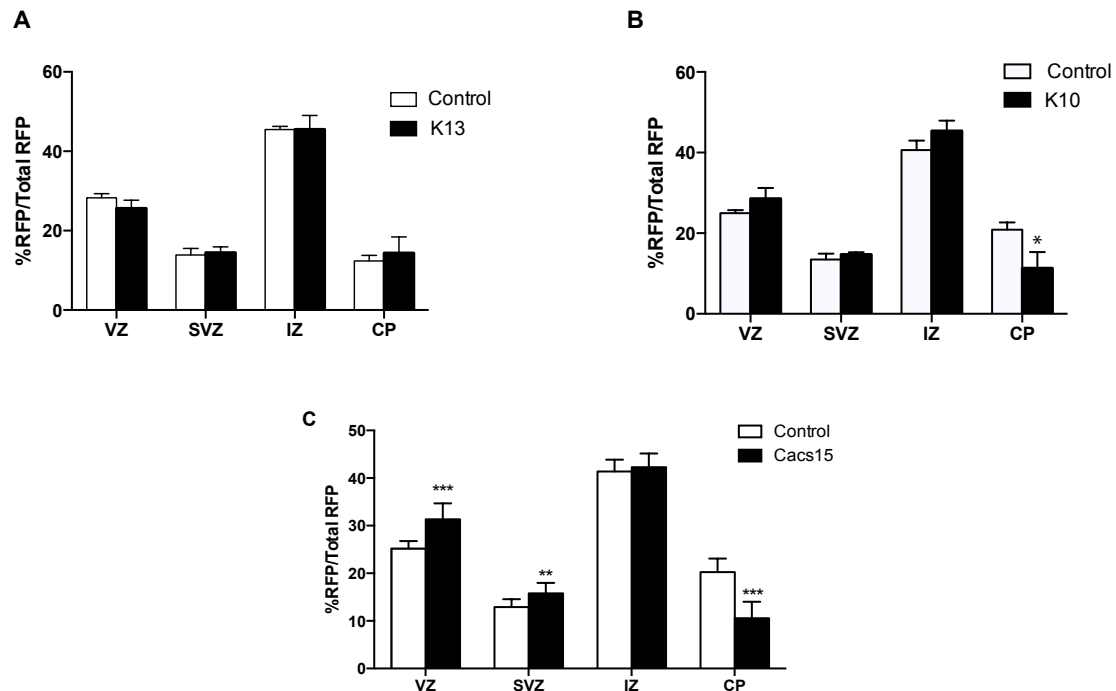 A
%RFP/Total RFP
60
40
20
0
VZ SVZ IZ CP
Control
K13
B
%RFP/Total RFP
60
40
20
0
*
VZ SVZ IZ CP
Control
K10
C
%RFP/Total RFP
50
40
30
20
10
0
***
**
***
VZ SVZ IZ CP
Control
Cacs15